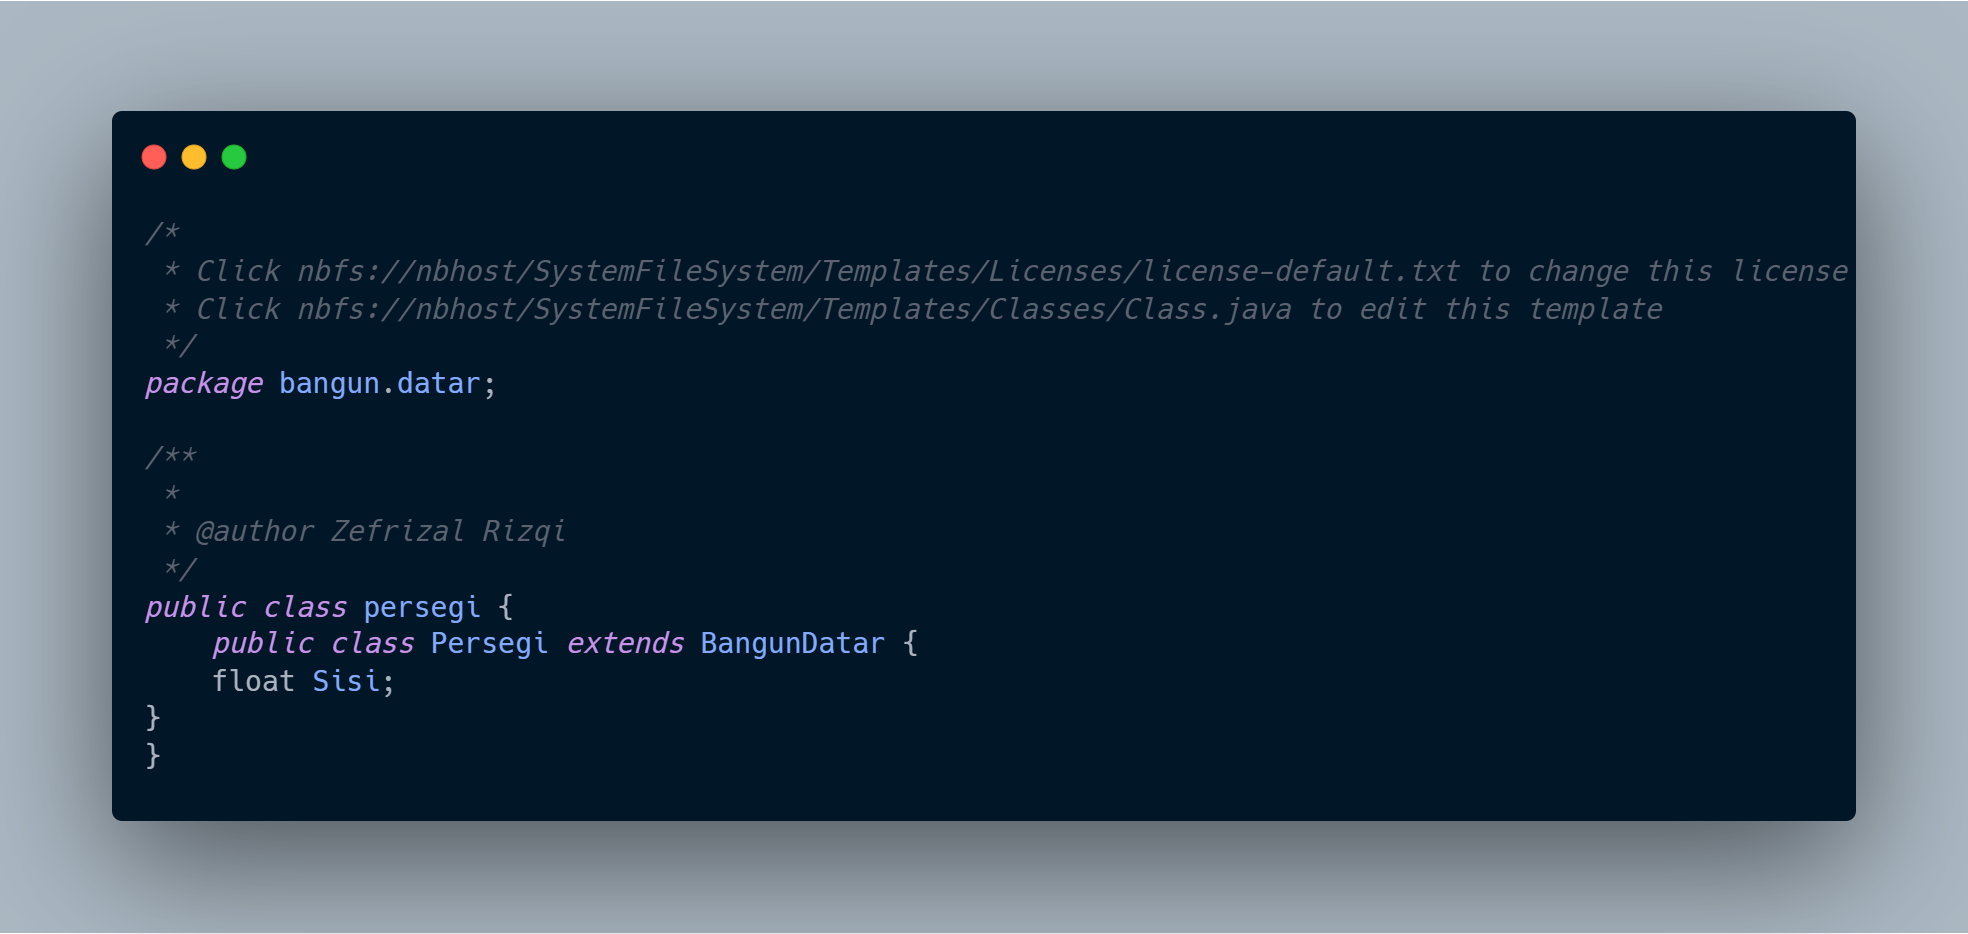 /*
 * Click nbfs://nbhost/SystemFileSystem/Templates/Licenses/license-default.txt to change this license
 * Click nbfs://nbhost/SystemFileSystem/Templates/Classes/Class.java to edit this template
 */
package bangun.datar;

/**
 *
 * @author Zefrizal Rizqi
 */
public class persegi {
    public class Persegi extends BangunDatar {
    float Sisi;
}
}